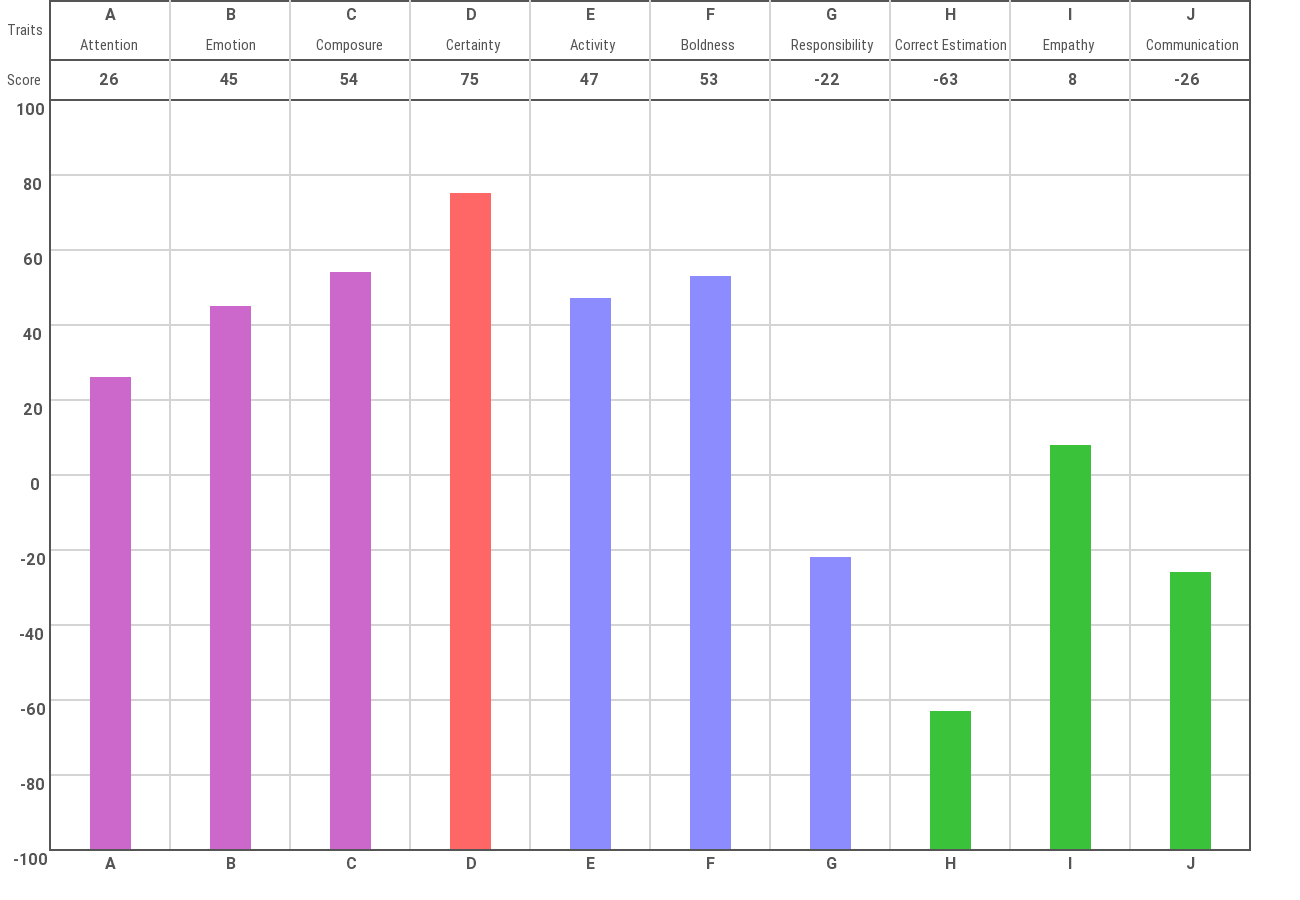 A B C D E F G H I J
Traits
Attention Emotion Composure Certainty Activity Boldness Responsibility Correct Estimation Empathy Communication
Score 26 45 54 75 47 53 -22 -63 8 -26
100
80
60
40
20
0
-20
-40
-60
-80
-100
A B C D E F G H I J